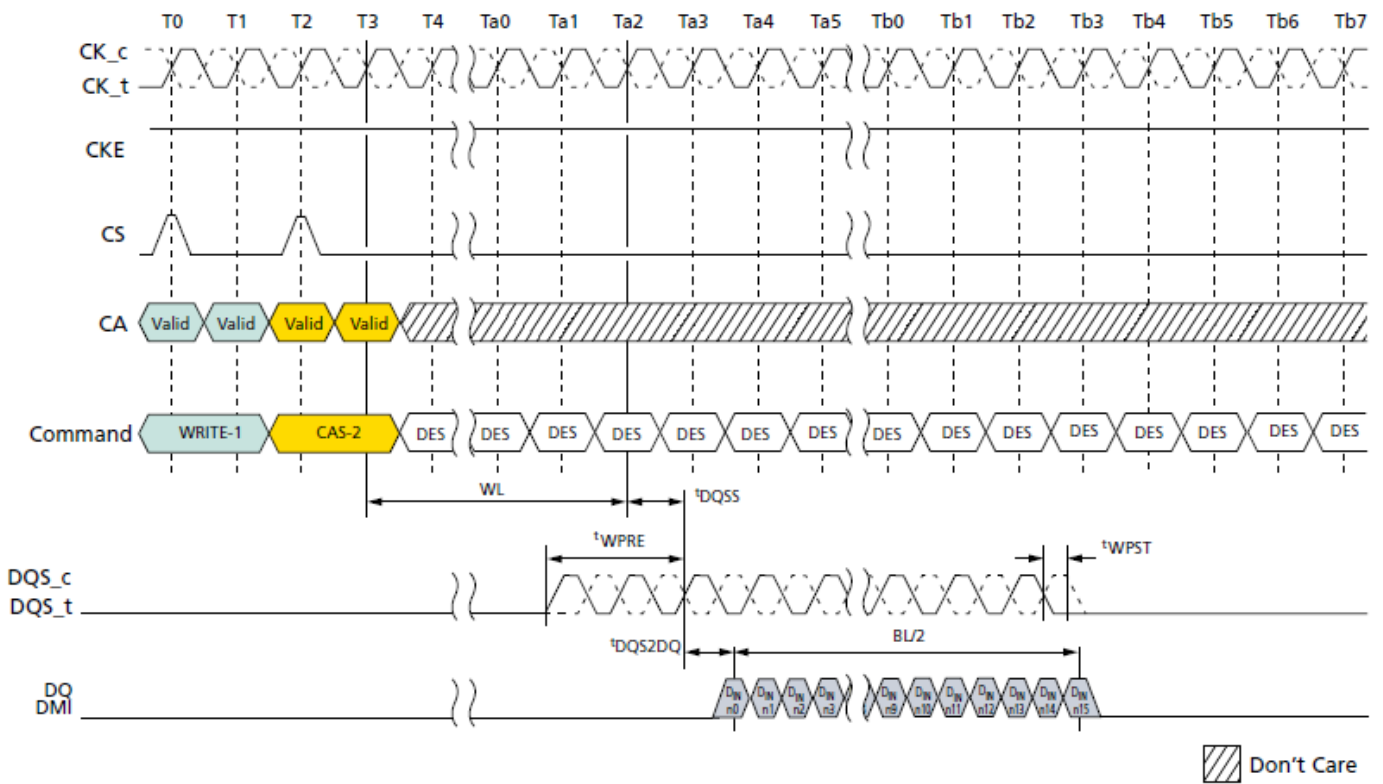 T0 T1 T2 T3 T4 Ta0 Ta1 Ta2 Ta3 Ta4 Ta5 Tb0 Tb1 Tb2 Tb3 Tb4 Tb5 Tb6 Tb7
CK_c
CK_t
CKE
CS
CA Valid Valid Valid Valid
Command WRITE-1 CAS-2 DES DES DES DES DES DES DES DES DES DES DES DES DES DES DES
WL tDQSS
tWPRE tWPST
DQS_c
DQS_t
tDQS2DQ BL/2
DQ
DMI
DIN DIN DIN DIN DIN DIN DIN DIN DIN DIN DIN
n0 n1 n2 n3 n9 n10 n11 n12 n13 n14 n15
Don't Care